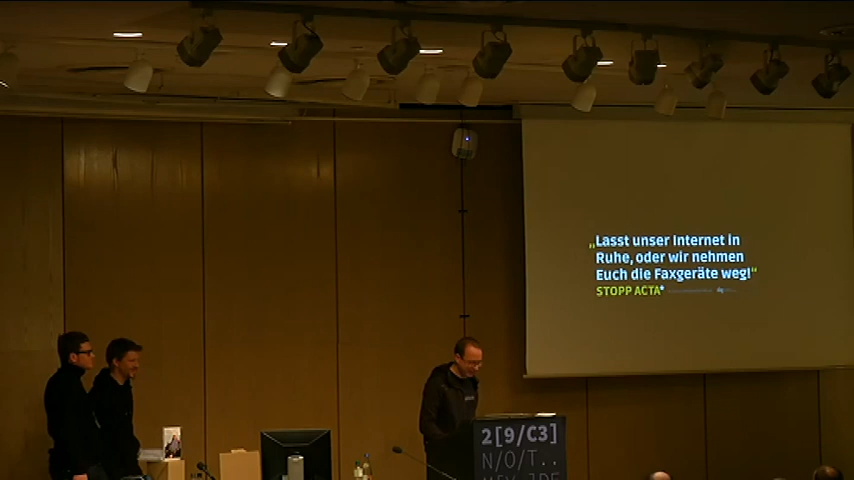 „Lasst unser Internet in
Ruhe, oder wir nehmen
Euch die Faxgeräte weg!“
STOPP ACTA*
2[9/C3]
N/O/T..